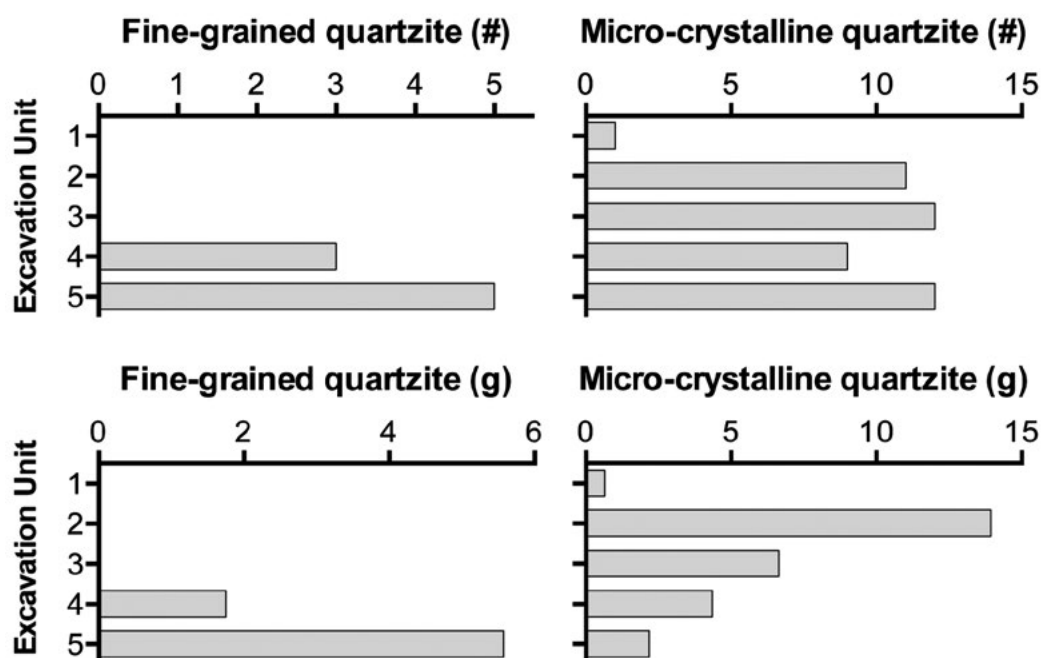 Fine-grained quartzite (#)
0 1 2 3 4 5
Excavation Unit
1
2
3
4
5
Micro-crystalline quartzite (#)
0 5 10 15
Fine-grained quartzite (g)
0 2 4 6
Excavation Unit
1
2
3
4
5
Micro-crystalline quartzite (g)
0 5 10 15